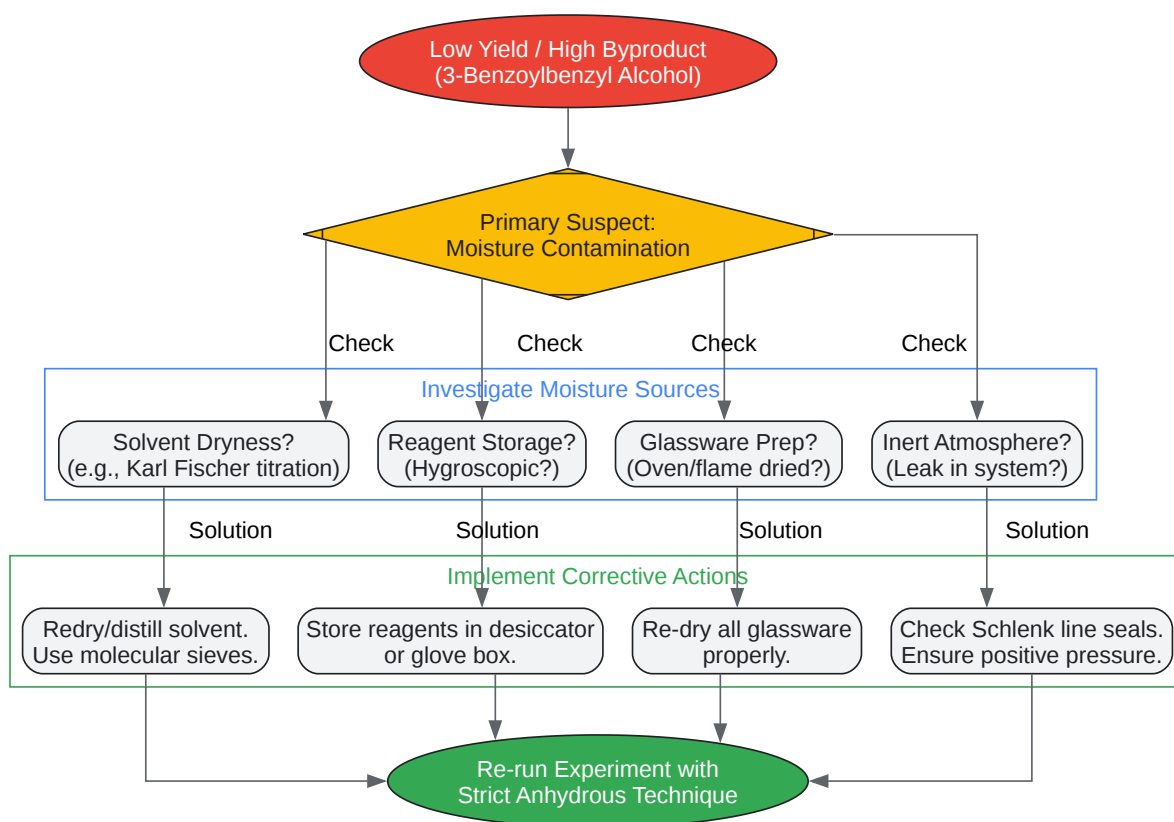 Low Yield / High Byproduct
(3-Benzoylbenzyl Alcohol)
Primary Suspect:
Moisture Contamination
Check
Check
Check
Check
Investigate Moisture Sources
Solvent Dryness?
(e.g., Karl Fischer titration)
Reagent Storage?
(Hygroscopic?)
Glassware Prep?
(Oven/flame dried?)
Inert Atmosphere?
(Leak in system?)
Solution
Solution
Solution
Solution
Implement Corrective Actions
Redry/distill solvent.
Use molecular sieves.
Store reagents in desiccator
or glove box.
Re-dry all glassware
properly.
Check Schlenk line seals.
Ensure positive pressure.
Re-run Experiment with
Strict Anhydrous Technique